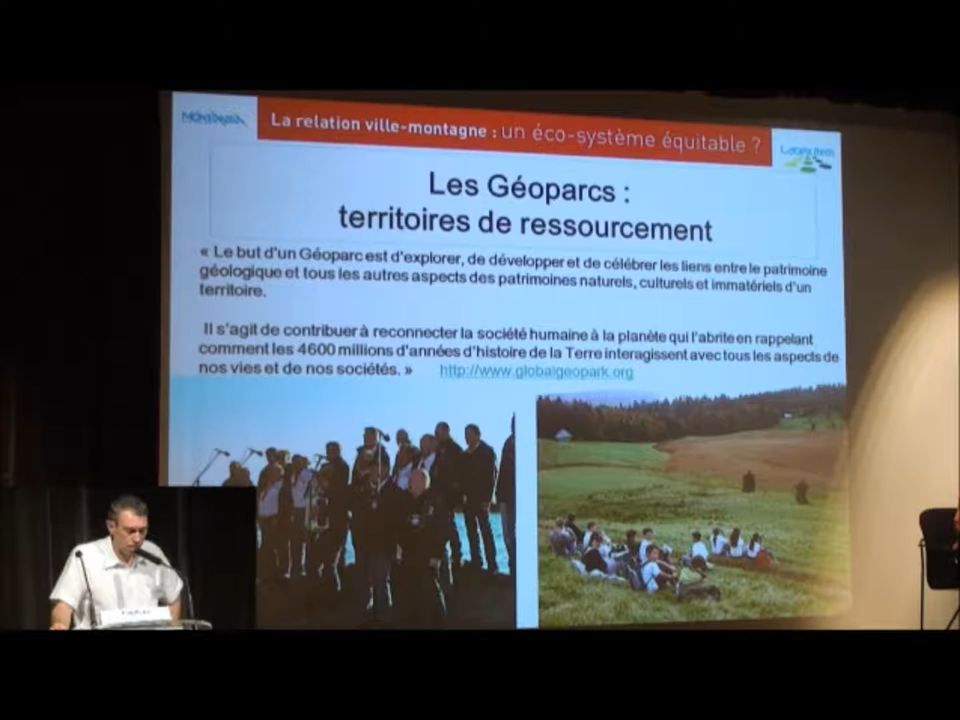 La relation ville-montagne : un éco-système équitable ?
Les Géoparcs :
territoires de ressourcement
« Le but d'un Géoparc est d'explorer, de développer et de célébrer les liens entre le patrimoine
géologique et tous les autres aspects des patrimoines naturels, culturels et immatériels d'un
territoire.
Il s'agit de contribuer à reconnecter la société humaine à la planète qui l'abrite en rappelant
comment les 4600 millions d'années d'histoire de la Terre interagissent avec tous les aspects de
nos vies et de nos sociétés. » http://www.globalgeopark.org